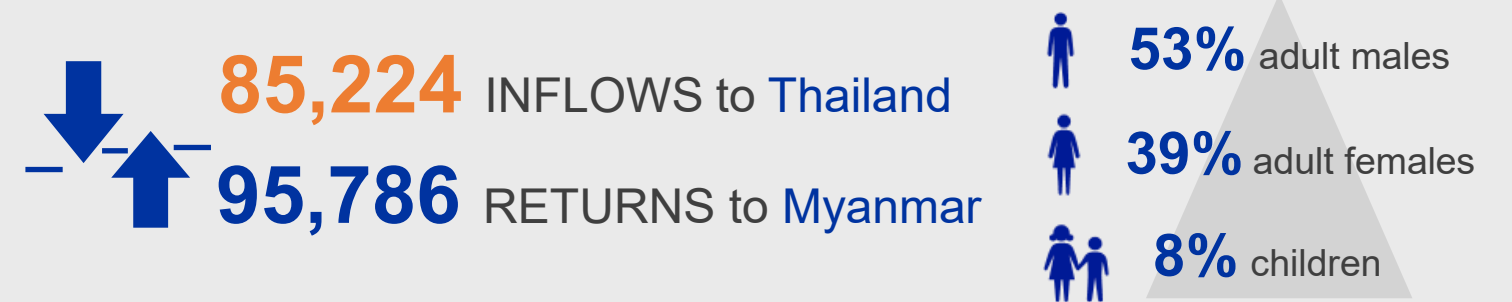 85,224 INFLOWS to Thailand
95,786 RETURNS to Myanmar
53% adult males
39% adult females
8% children